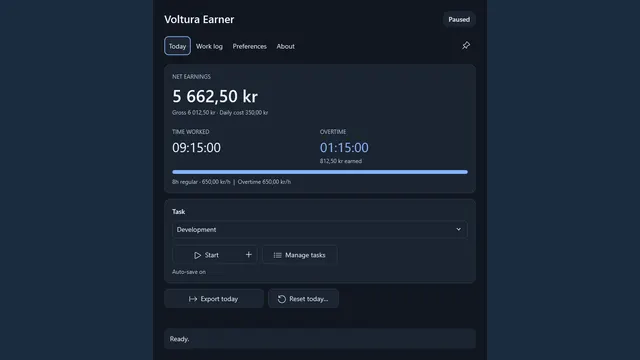 Voltura Earner
Paused
Today
Work log
Preferences
About
NET EARNINGS
5 662,50 kr
Gross 6 012,50 kr · Daily cost 350,00 kr
TIME WORKED
OVERTIME
09:15:00
01:15:00
812,50 kr earned
8h regular · 650,00 kr/h | Overtime 650,00 kr/h
Task
Development
Start
+
Manage tasks
Auto-save on
Export today
Reset today...
Ready.